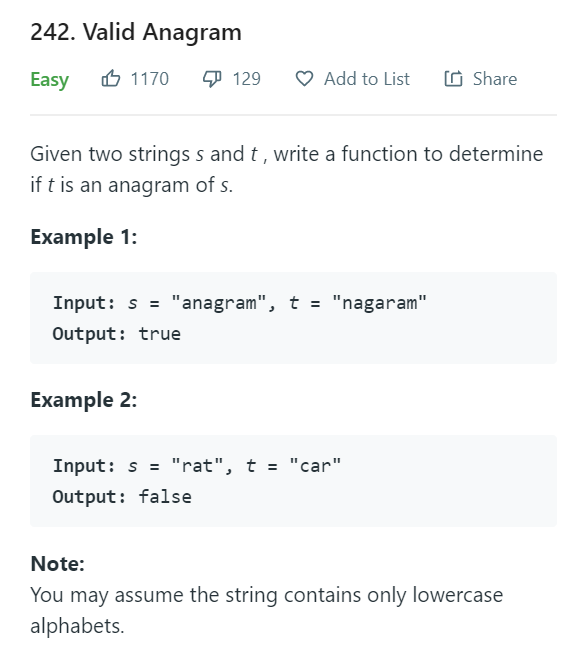 242. Valid Anagram
Easy 1170 129 Add to List Share
Given two strings s and t , write a function to determine
if t is an anagram of s.
Example 1:
Input: s = "anagram", t = "nagaram"
Output: true
Example 2:
Input: s = "rat", t = "car"
Output: false
Note:
You may assume the string contains only lowercase
alphabets.